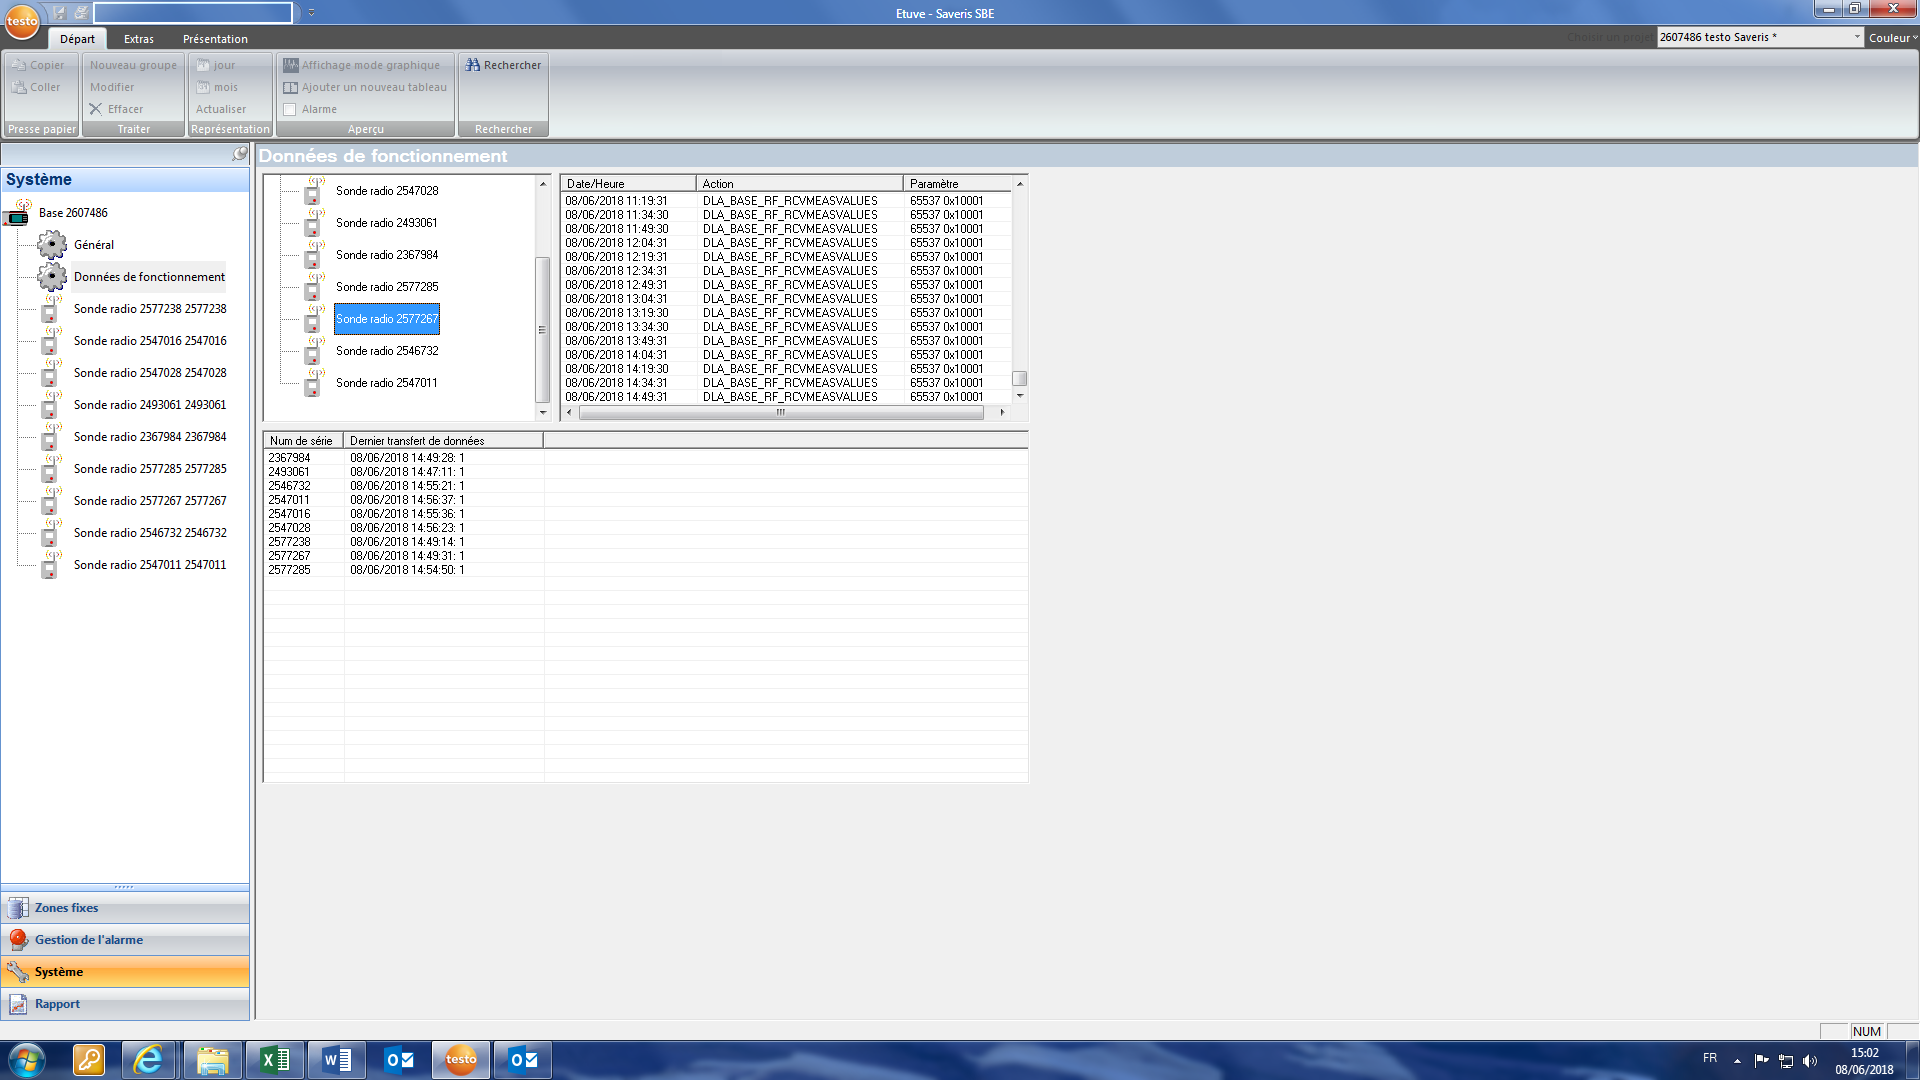 Etuve - Saveris SBE
testo
Départ Extras Présentation
Choisir un projet 2607486 testo Saveris * Couleur
Copier
Coller
Presse papier
Nouveau groupe
Modifier
Effacer
Traiter
jour
mois
Actualiser
Représentation
Affichage mode graphique
Ajouter un nouveau tableau
Alarme
Aperçu
Rechercher
Rechercher
Système
Base 2607486
Général
Données de fonctionnement
Sonde radio 2577238 2577238
Sonde radio 2547016 2547016
Sonde radio 2547028 2547028
Sonde radio 2493061 2493061
Sonde radio 2367984 2367984
Sonde radio 2577285 2577285
Sonde radio 2577267 2577267
Sonde radio 2546732 2546732
Sonde radio 2547011 2547011
Zones fixes
Gestion de l'alarme
Système
Rapport
Données de fonctionnement
Sonde radio 2547028
Sonde radio 2493061
Sonde radio 2367984
Sonde radio 2577285
Sonde radio 2577267
Sonde radio 2546732
Sonde radio 2547011
Date/Heure Action Paramètre
08/06/2018 11:19:31 DLA_BASE_RF_RCVMEASVALUES 65537 0x10001
08/06/2018 11:34:30 DLA_BASE_RF_RCVMEASVALUES 65537 0x10001
08/06/2018 11:49:30 DLA_BASE_RF_RCVMEASVALUES 65537 0x10001
08/06/2018 12:04:31 DLA_BASE_RF_RCVMEASVALUES 65537 0x10001
08/06/2018 12:19:31 DLA_BASE_RF_RCVMEASVALUES 65537 0x10001
08/06/2018 12:34:31 DLA_BASE_RF_RCVMEASVALUES 65537 0x10001
08/06/2018 12:49:31 DLA_BASE_RF_RCVMEASVALUES 65537 0x10001
08/06/2018 13:04:31 DLA_BASE_RF_RCVMEASVALUES 65537 0x10001
08/06/2018 13:19:30 DLA_BASE_RF_RCVMEASVALUES 65537 0x10001
08/06/2018 13:34:30 DLA_BASE_RF_RCVMEASVALUES 65537 0x10001
08/06/2018 13:49:31 DLA_BASE_RF_RCVMEASVALUES 65537 0x10001
08/06/2018 14:04:31 DLA_BASE_RF_RCVMEASVALUES 65537 0x10001
08/06/2018 14:19:30 DLA_BASE_RF_RCVMEASVALUES 65537 0x10001
08/06/2018 14:34:31 DLA_BASE_RF_RCVMEASVALUES 65537 0x10001
08/06/2018 14:49:31 DLA_BASE_RF_RCVMEASVALUES 65537 0x10001
Num de série Dernier transfert de données
2367984 08/06/2018 14:49:28: 1
2493061 08/06/2018 14:47:11: 1
2546732 08/06/2018 14:55:21: 1
2547011 08/06/2018 14:56:37: 1
2547016 08/06/2018 14:55:36: 1
2547028 08/06/2018 14:56:23: 1
2577238 08/06/2018 14:49:14: 1
2577267 08/06/2018 14:49:31: 1
2577285 08/06/2018 14:54:50: 1
NUM
testo
FR
15:02
08/06/2018